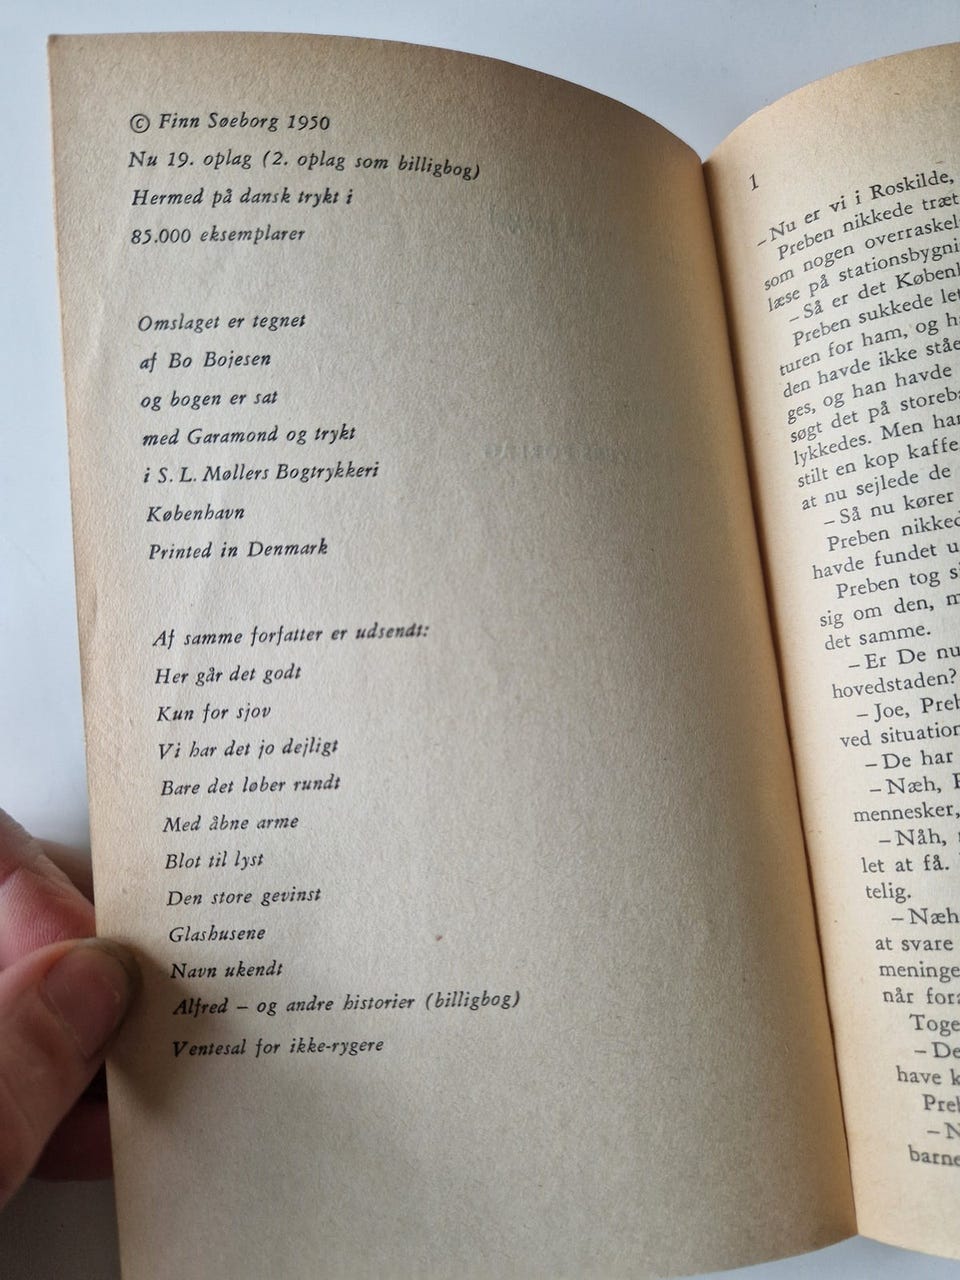 © Finn Søeborg 1950
Nu 19. oplag (2. oplag som billigbog)
Hermed på dansk trykt i
85.000 eksemplarer
Omslaget er tegnet
af Bo Bojesen
og bogen er sat
med Garamond og trykt
i S. L. Møllers Bogtrykkeri
København
Printed in Denmark
Af samme forfatter er udsendt:
Her går det godt
Kun for sjov
Vi har det jo dejligt
Bare det løber rundt
Med åbne arme
Blot til lyst
Den store gevinst
Glashusene
Navn ukendt
Alfred – og andre historier (billigbog)
Ventesal for ikke-rygere
1
– Nu er vi i Roskilde,
Preben nikkede træt
som nogen overraskel
læse på stationsbygni
– Så er det Københ
Preben sukkede let
turen for ham, og h
den havde ikke ståe
ges, og han havde
søgt det på storeb
lykkedes. Men har
stilt en kop kaffe
at nu sejlede de
– Så nu kører
Preben nikked
havde fundet u
Preben tog s
sig om den, m
det samme.
– Er De nu
hovedstaden?
– Joe, Preb
ved situation
– De har
– Næh, P
mennesker,
– Nåh,
let at få.
telig.
– Næh
at svare
meninge
når for
Toge
– De
have k
Preb
– N
barne